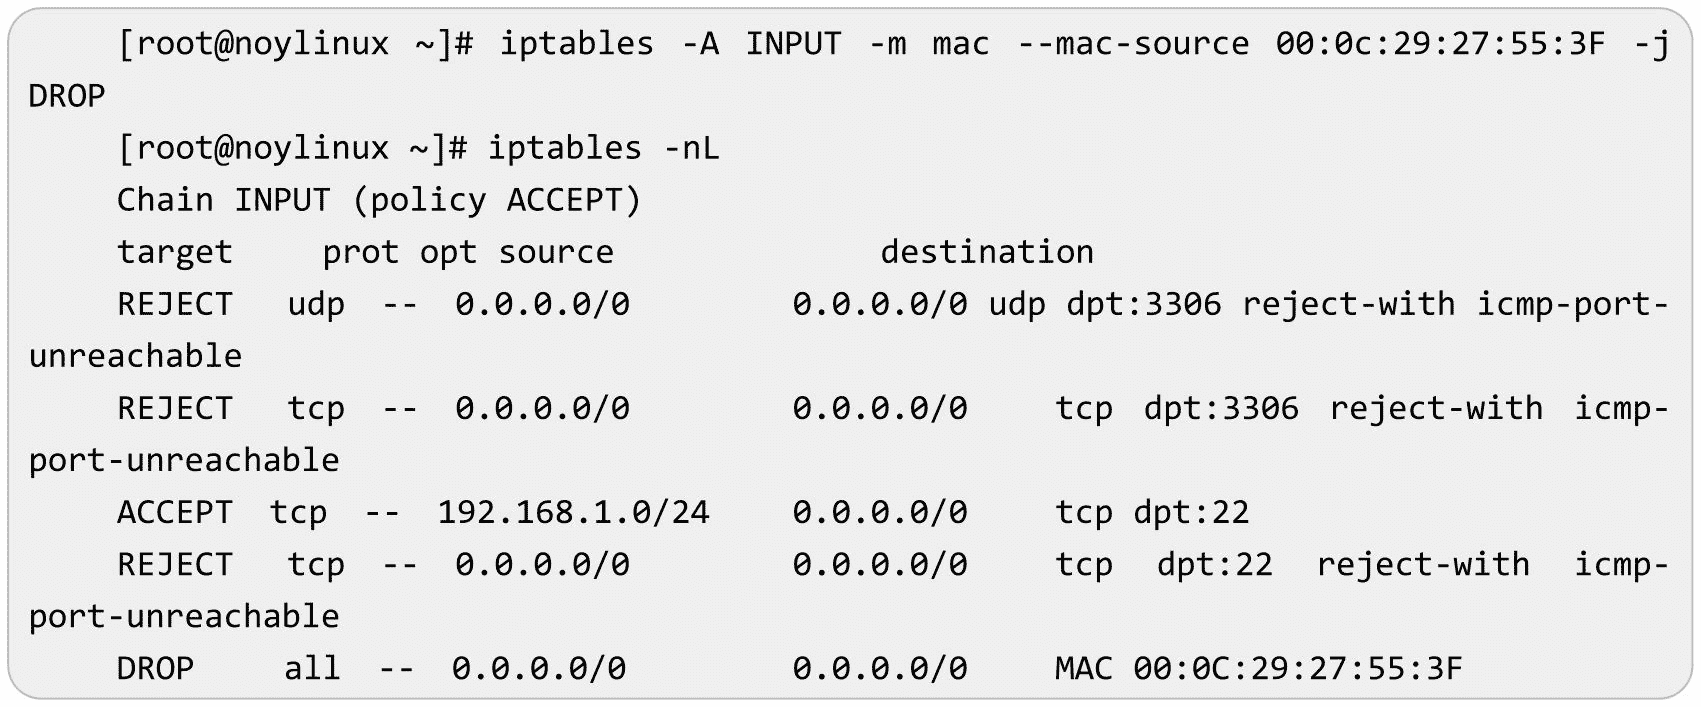 [root@noylinux ~]# iptables -A INPUT -m mac --mac-source 00:0c:29:27:55:3F -j
DROP
[root@noylinux ~]# iptables -nL
Chain INPUT (policy ACCEPT)
target prot opt source destination
REJECT udp -- 0.0.0.0/0 0.0.0.0/0 udp dpt:3306 reject-with icmp-port-
unreachable
REJECT tcp -- 0.0.0.0/0 0.0.0.0/0 tcp dpt:3306 reject-with icmp-
port-unreachable
ACCEPT tcp -- 192.168.1.0/24 0.0.0.0/0 tcp dpt:22
REJECT tcp -- 0.0.0.0/0 0.0.0.0/0 tcp dpt:22 reject-with icmp-
port-unreachable
DROP all -- 0.0.0.0/0 0.0.0.0/0 MAC 00:0C:29:27:55:3F